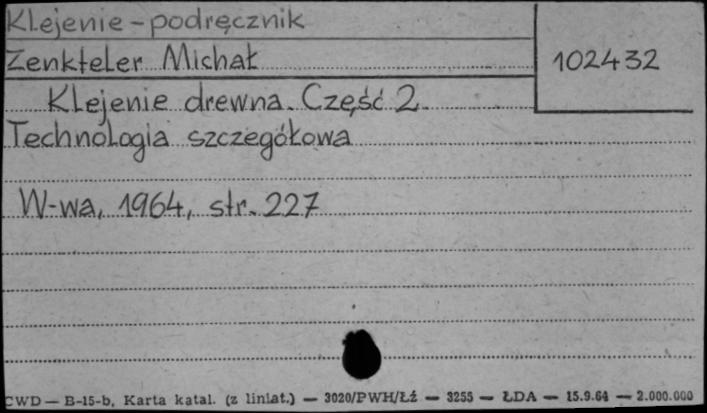 Klejenie - podręcznik
Zenkteler Michał
102432
Klejenie drewna. Część 2.
Technologia szczegółowa
W-wa, 1964, str. 227
CWD — B-15-b, Karta katal. (z liniat.) — 3020/PWH/Łź — 3255 — ŁDA — 15.9.64 — 2.000.000